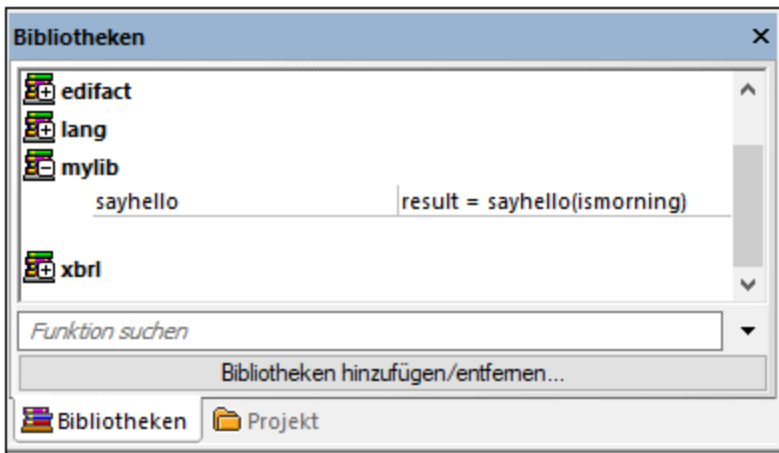 Bibliotheken
edifact
lang
mylib
sayhello result = sayhello(ismorning)
xbrl
Funktion suchen
Bibliotheken hinzufügen/entfernen...
Bibliotheken Projekt